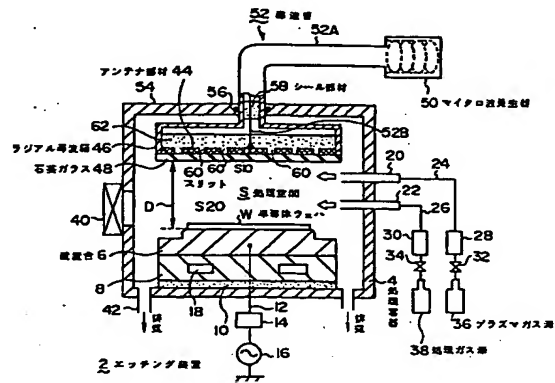 52 導波管
52A
アンテナ部材 44
58 シール部材
56
54
50 マイクロ波発生器
62
52B
ラジアル導波箱 46
石英ガラス 48
60 60 S10 60
スリット
S 処理空間
20
24
22
26
40
D
S20
W 半導体ウェハ
30
28
34
32
載置台 6
8
4 処理容器
42
18
10
12
14
16
排気
排気
38 処理ガス源
36 プラズマガス源
2 エッチング装置